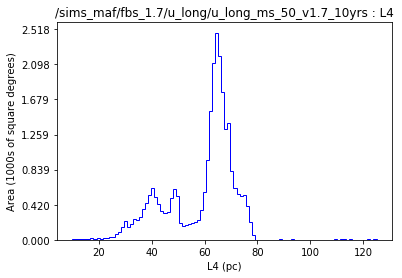 /sims_maf/fbs_1.7/u_long/u_long_ms_50_v1.7_10yrs : L4
2.518
2.098
1.679
1.259
0.839
0.420
0.000
Area (1000s of square degrees)
20 40 60 80 100 120
L4 (pc)